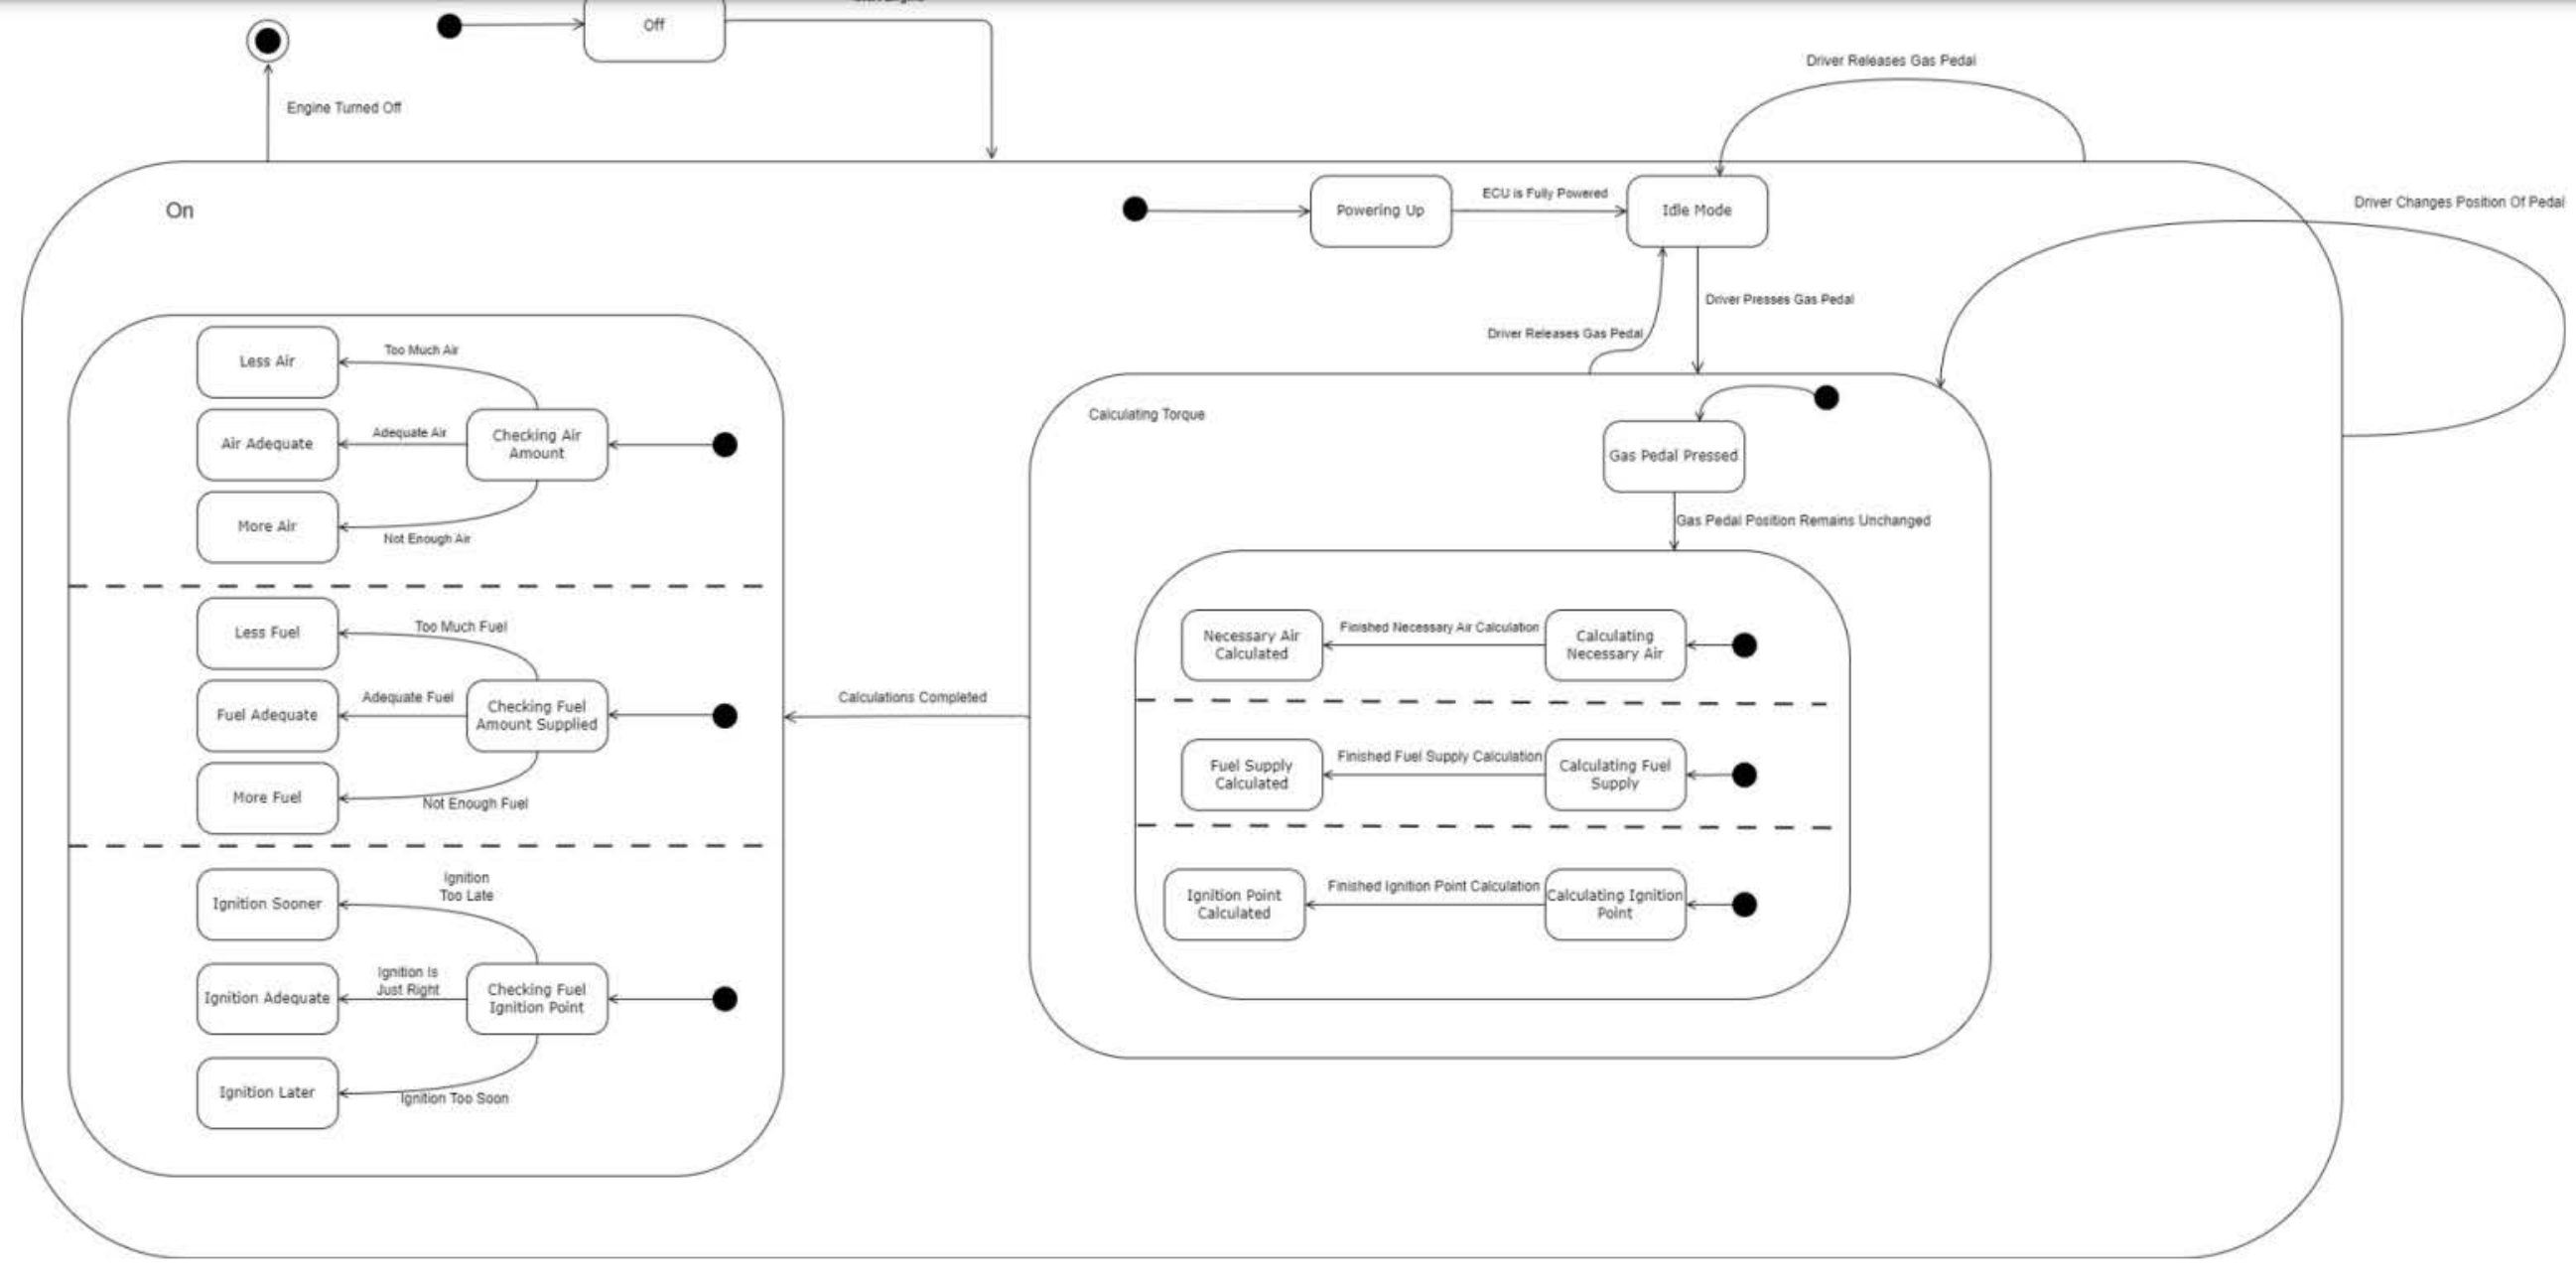 Off
Engine Turned Off
Driver Releases Gas Pedal
On
Powering Up
ECU is Fully Powered
Idle Mode
Driver Changes Position Of Pedal
Driver Presses Gas Pedal
Driver Releases Gas Pedal
Less Air
Too Much Air
Air Adequate
Adequate Air
Checking Air
Amount
More Air
Not Enough Air
Less Fuel
Too Much Fuel
Fuel Adequate
Adequate Fuel
Checking Fuel
Amount Supplied
More Fuel
Not Enough Fuel
Ignition Sooner
Ignition
Too Late
Ignition Adequate
Ignition Is
Just Right
Checking Fuel
Ignition Point
Ignition Later
Ignition Too Soon
Calculations Completed
Calculating Torque
Gas Pedal Pressed
Gas Pedal Position Remains Unchanged
Necessary Air
Calculated
Finished Necessary Air Calculation
Calculating
Necessary Air
Fuel Supply
Calculated
Finished Fuel Supply Calculation
Calculating Fuel
Supply
Ignition Point
Calculated
Finished Ignition Point Calculation
Calculating Ignition
Point